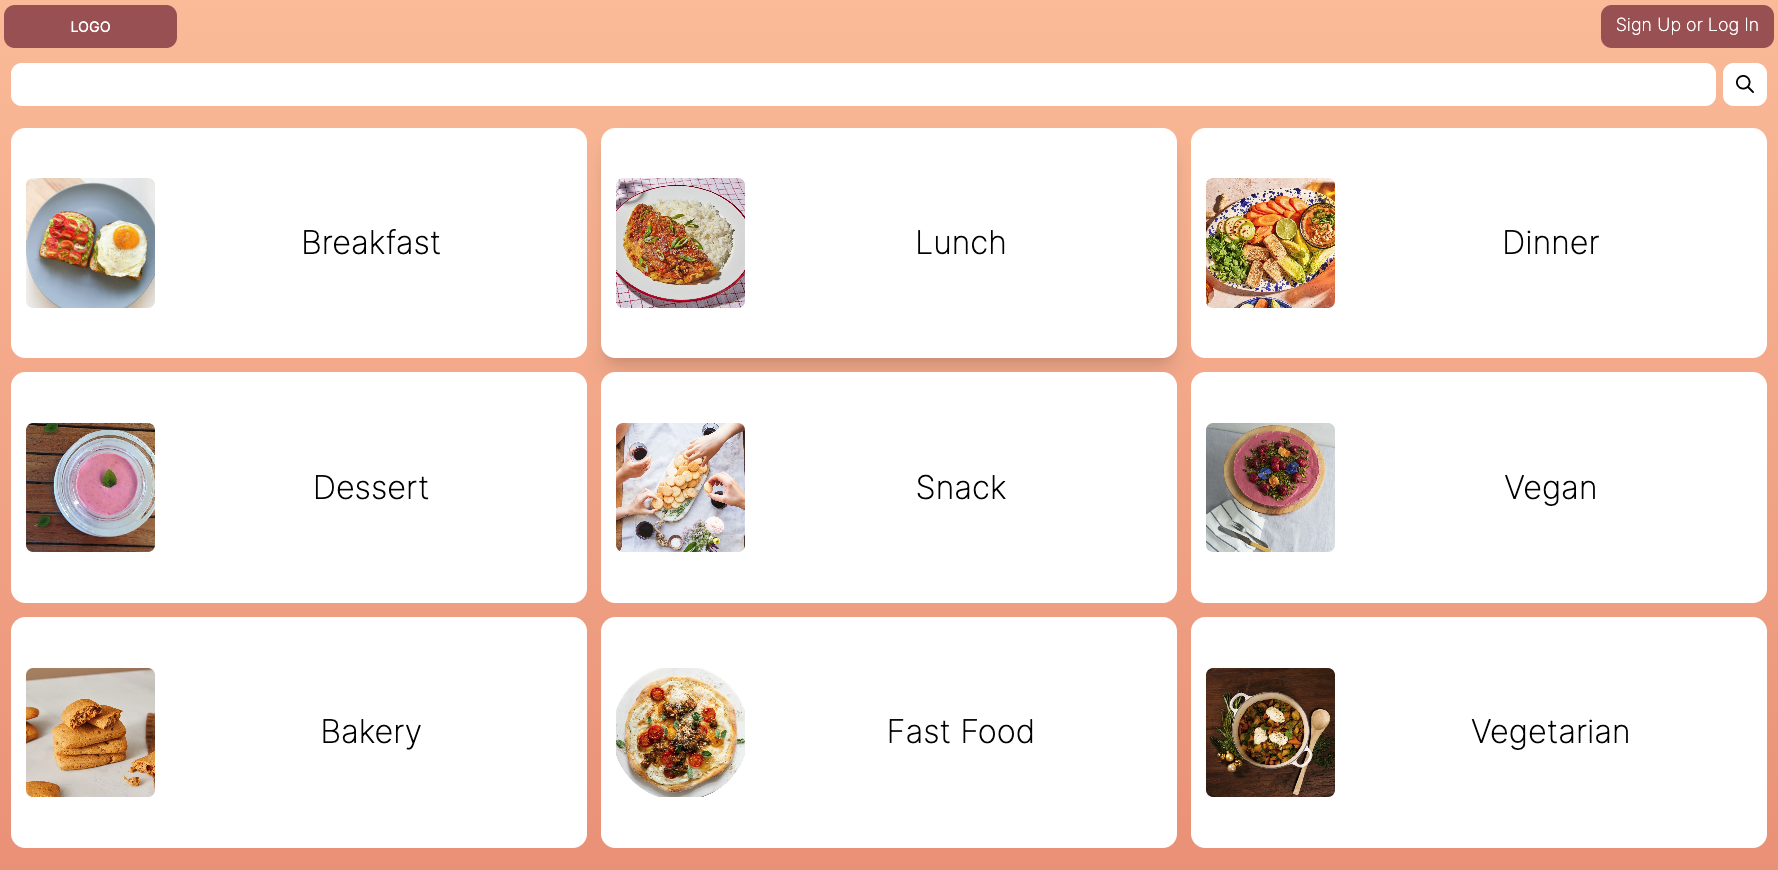 LOGO
Sign Up or Log In
Breakfast
Lunch
Dinner
Dessert
Snack
Vegan
Bakery
Fast Food
Vegetarian